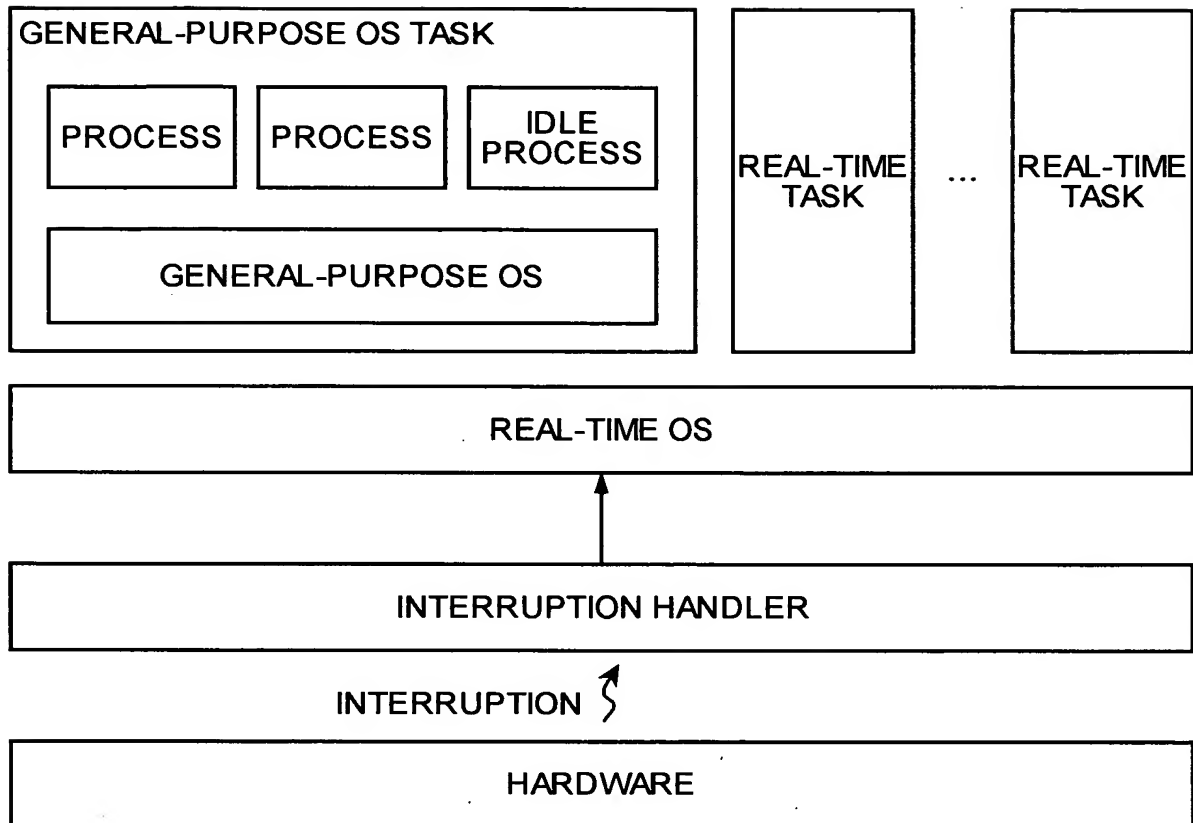 GENERAL-PURPOSE OS TASK
PROCESS
PROCESS
IDLE
PROCESS
REAL-TIME
TASK
...
REAL-TIME
TASK
GENERAL-PURPOSE OS
REAL-TIME OS
INTERRUPTION HANDLER
INTERRUPTION
HARDWARE